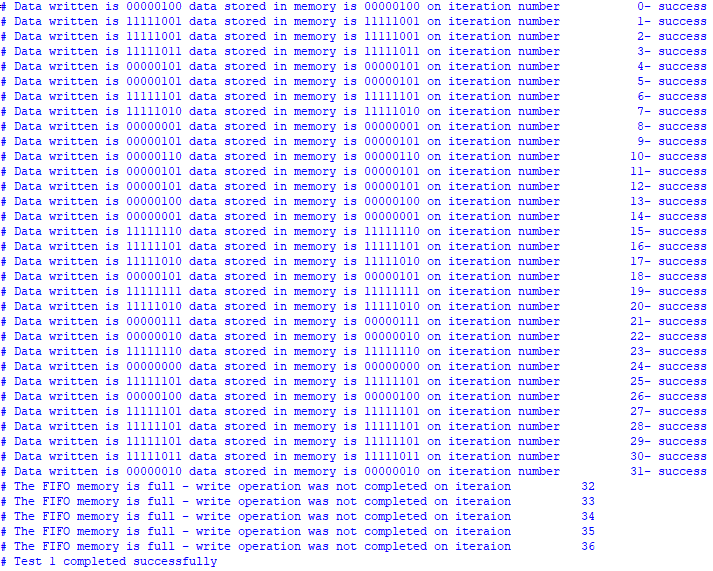 # Data written is 00000100 data stored in memory is 00000100 on iteration number 0- success
# Data written is 11111001 data stored in memory is 11111001 on iteration number 1- success
# Data written is 11111001 data stored in memory is 11111001 on iteration number 2- success
# Data written is 11111011 data stored in memory is 11111011 on iteration number 3- success
# Data written is 00000101 data stored in memory is 00000101 on iteration number 4- success
# Data written is 00000101 data stored in memory is 00000101 on iteration number 5- success
# Data written is 11111101 data stored in memory is 11111101 on iteration number 6- success
# Data written is 11111010 data stored in memory is 11111010 on iteration number 7- success
# Data written is 00000001 data stored in memory is 00000001 on iteration number 8- success
# Data written is 00000101 data stored in memory is 00000101 on iteration number 9- success
# Data written is 00000110 data stored in memory is 00000110 on iteration number 10- success
# Data written is 00000101 data stored in memory is 00000101 on iteration number 11- success
# Data written is 00000101 data stored in memory is 00000101 on iteration number 12- success
# Data written is 00000100 data stored in memory is 00000100 on iteration number 13- success
# Data written is 00000001 data stored in memory is 00000001 on iteration number 14- success
# Data written is 11111110 data stored in memory is 11111110 on iteration number 15- success
# Data written is 11111101 data stored in memory is 11111101 on iteration number 16- success
# Data written is 11111010 data stored in memory is 11111010 on iteration number 17- success
# Data written is 00000101 data stored in memory is 00000101 on iteration number 18- success
# Data written is 11111111 data stored in memory is 11111111 on iteration number 19- success
# Data written is 11111010 data stored in memory is 11111010 on iteration number 20- success
# Data written is 00000111 data stored in memory is 00000111 on iteration number 21- success
# Data written is 00000010 data stored in memory is 00000010 on iteration number 22- success
# Data written is 11111110 data stored in memory is 11111110 on iteration number 23- success
# Data written is 00000000 data stored in memory is 00000000 on iteration number 24- success
# Data written is 11111101 data stored in memory is 11111101 on iteration number 25- success
# Data written is 00000100 data stored in memory is 00000100 on iteration number 26- success
# Data written is 11111101 data stored in memory is 11111101 on iteration number 27- success
# Data written is 11111101 data stored in memory is 11111101 on iteration number 28- success
# Data written is 11111101 data stored in memory is 11111101 on iteration number 29- success
# Data written is 11111011 data stored in memory is 11111011 on iteration number 30- success
# Data written is 00000010 data stored in memory is 00000010 on iteration number 31- success
# The FIFO memory is full - write operation was not completed on iteraion 32
# The FIFO memory is full - write operation was not completed on iteraion 33
# The FIFO memory is full - write operation was not completed on iteraion 34
# The FIFO memory is full - write operation was not completed on iteraion 35
# The FIFO memory is full - write operation was not completed on iteraion 36
# Test 1 completed successfully